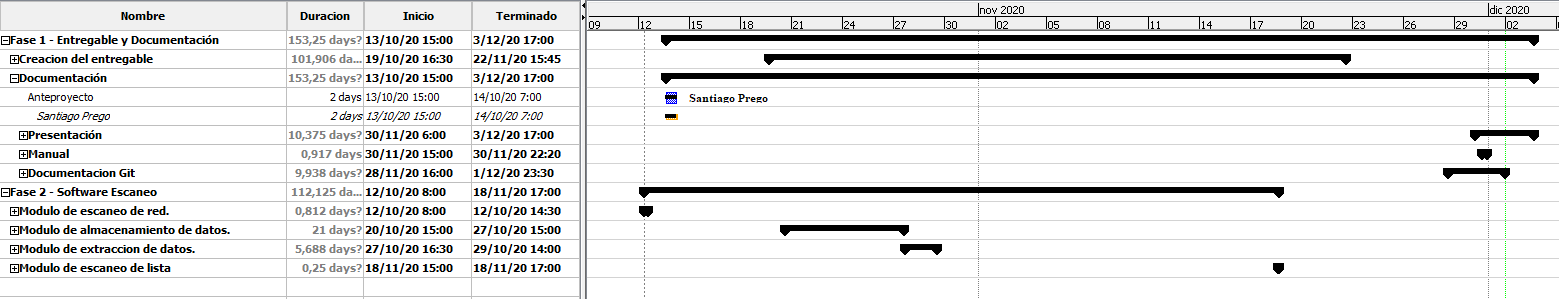 Nombre Duracion Inicio Terminado
nov 2020 dic 2020
09 12 15 18 21 24 27 30 02 05 08 11 14 17 20 23 26 29 02
Fase 1 - Entregable y Documentación 153,25 days? 13/10/20 15:00 3/12/20 17:00
Creacion del entregable 101,906 da... 19/10/20 16:30 22/11/20 15:45
Documentación 153,25 days? 13/10/20 15:00 3/12/20 17:00
Anteproyecto 2 days 13/10/20 15:00 14/10/20 7:00 Santiago Prego
Santiago Prego 2 days 13/10/20 15:00 14/10/20 7:00
Presentación 10,375 days? 30/11/20 6:00 3/12/20 17:00
Manual 0,917 days 30/11/20 15:00 30/11/20 22:20
Documentacion Git 9,938 days? 28/11/20 16:00 1/12/20 23:30
Fase 2 - Software Escaneo 112,125 da... 12/10/20 8:00 18/11/20 17:00
Modulo de escaneo de red. 0,812 days? 12/10/20 8:00 12/10/20 14:30
Modulo de almacenamiento de datos. 21 days? 20/10/20 15:00 27/10/20 15:00
Modulo de extraccion de datos. 5,688 days? 27/10/20 16:30 29/10/20 14:00
Modulo de escaneo de lista 0,25 days? 18/11/20 15:00 18/11/20 17:00